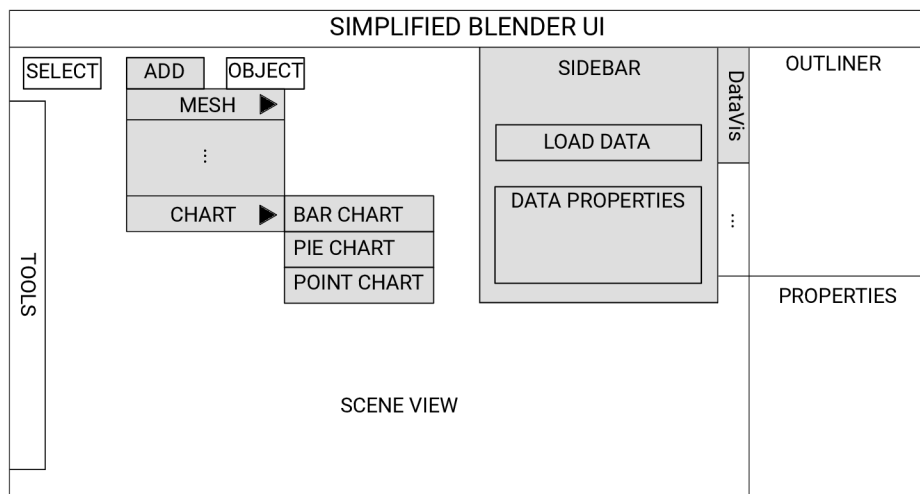 SIMPLIFIED BLENDER UI
SELECT
ADD
OBJECT
MESH
...
CHART
BAR CHART
PIE CHART
POINT CHART
TOOLS
SCENE VIEW
SIDEBAR
LOAD DATA
DATA PROPERTIES
DataVis
...
OUTLINER
PROPERTIES